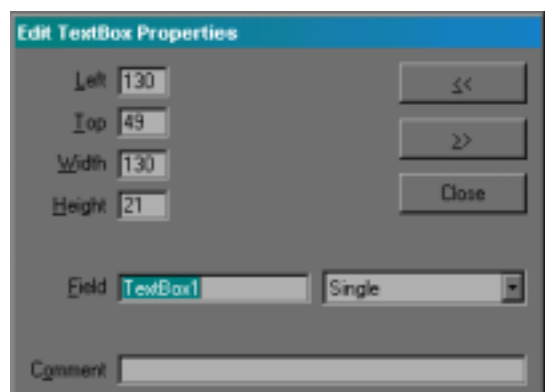 Edit TextBox Properties
Left 130
<<
Top 49
>>
Width 130
Close
Height 21
Field TextBox1 Single
Comment